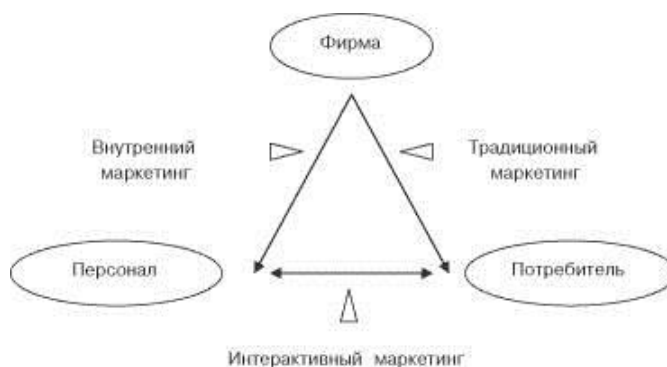 Фирма
Внутренний
маркетинг
Традиционный
маркетинг
Персонал
Потребитель
Интерактивный маркетинг